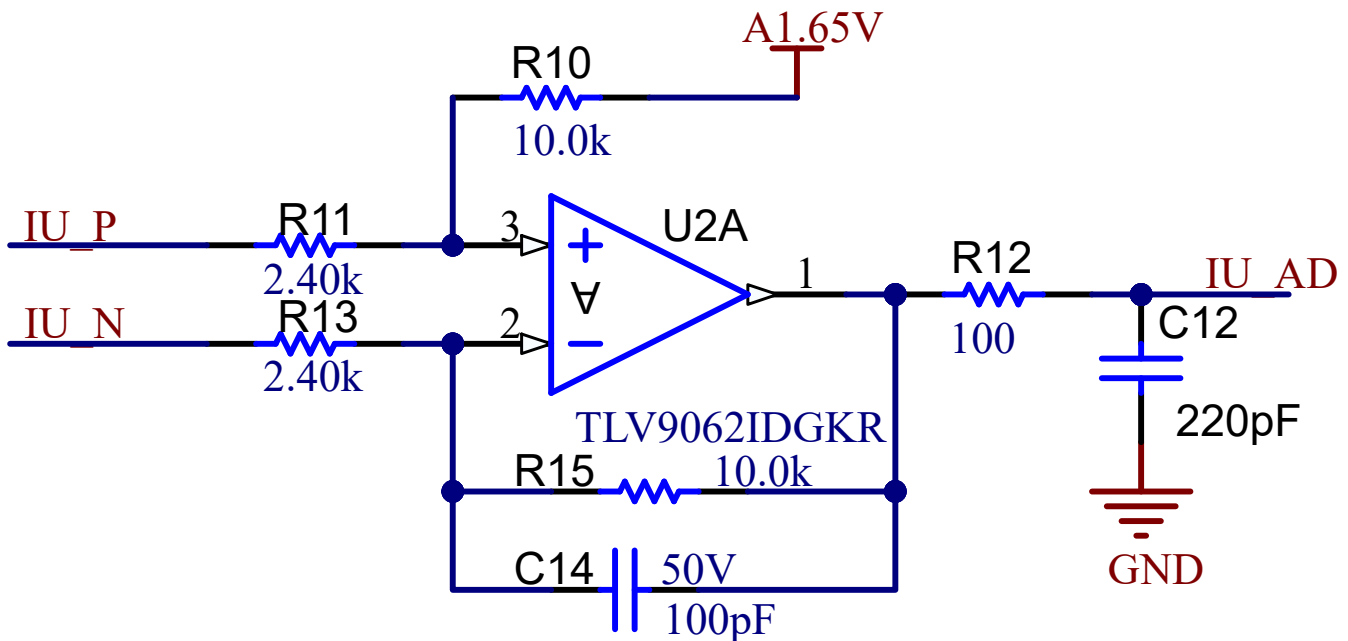 A1.65V
R10
10.0k
IU_P
R11
3
+
U2A
2.40k
A
1
R12
IU_AD
IU_N
R13
2
−
100
C12
2.40k
220pF
TLV9062IDGKR
R15
10.0k
C14
50V
100pF
GND